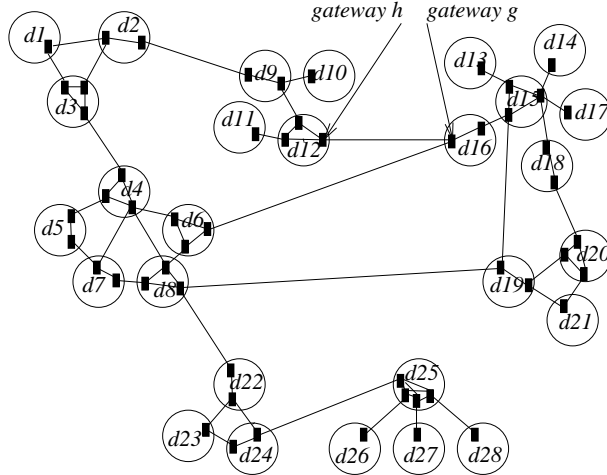 gateway h
gateway g
d1
d2
d13
d14
d9
d10
d3
d15
d17
d11
d12
d16
d18
d4
d5
d6
d20
d7
d8
d19
d21
d22
d25
d23
d24
d26
d27
d28